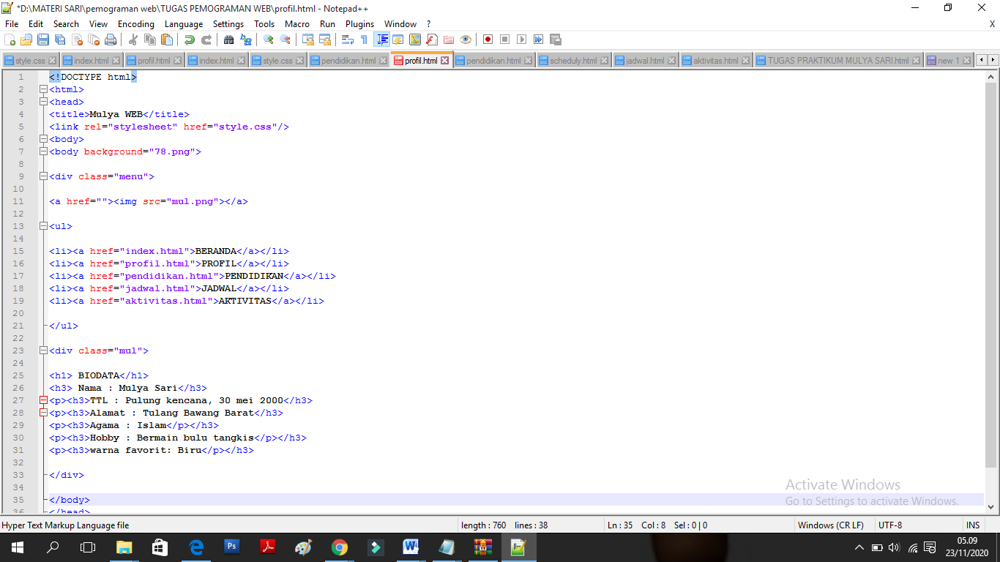 *D:\MATERI SARI\pemograman web\TUGAS PEMOGRAMAN WEB\profil.html - Notepad++
File Edit Search View Encoding Language Settings Tools Macro Run Plugins Window ? X
style.css index.html profil.html index.html style.css pendidikan.html profil.html pendidikan.html scheduly.html jadwal.html aktivitas.html TUGAS PRAKTIKUM MULYA SARI.html new 1
1 <!DOCTYPE html>
2 <html>
3 <head>
4 <title>Mulya WEB</title>
5 <link rel="stylesheet" href="style.css"/>
6 <body>
7 <body background="78.png">
8
9 <div class="menu">
10
11 <a href=""><img src="mul.png"></a>
12
13 <ul>
14
15 <li><a href="index.html">BERANDA</a></li>
16 <li><a href="profil.html">PROFIL</a></li>
17 <li><a href="pendidikan.html">PENDIDIKAN</a></li>
18 <li><a href="jadwal.html">JADWAL</a></li>
19 <li><a href="aktivitas.html">AKTIVITAS</a></li>
20
21 </ul>
22
23 <div class="mul">
24
25 <h1> BIODATA</h1>
26 <h3> Nama : Mulya Sari</h3>
27 <p><h3>TTL : Pulung kencana, 30 mei 2000</h3>
28 <p><h3>Alamat : Tulang Bawang Barat</h3>
29 <p><h3>Agama : Islam</p></h3>
30 <p><h3>Hobby : Bermain bulu tangkis</p></h3>
31 <p><h3>warna favorit: Biru</p></h3>
32
33 </div>
34
35 </body>
36 </head>
Activate Windows
Go to Settings to activate Windows.
Hyper Text Markup Language file length : 760 lines : 38 Ln : 35 Col : 8 Sel : 0 | 0 Windows (CR LF) UTF-8 INS
05.09
23/11/2020